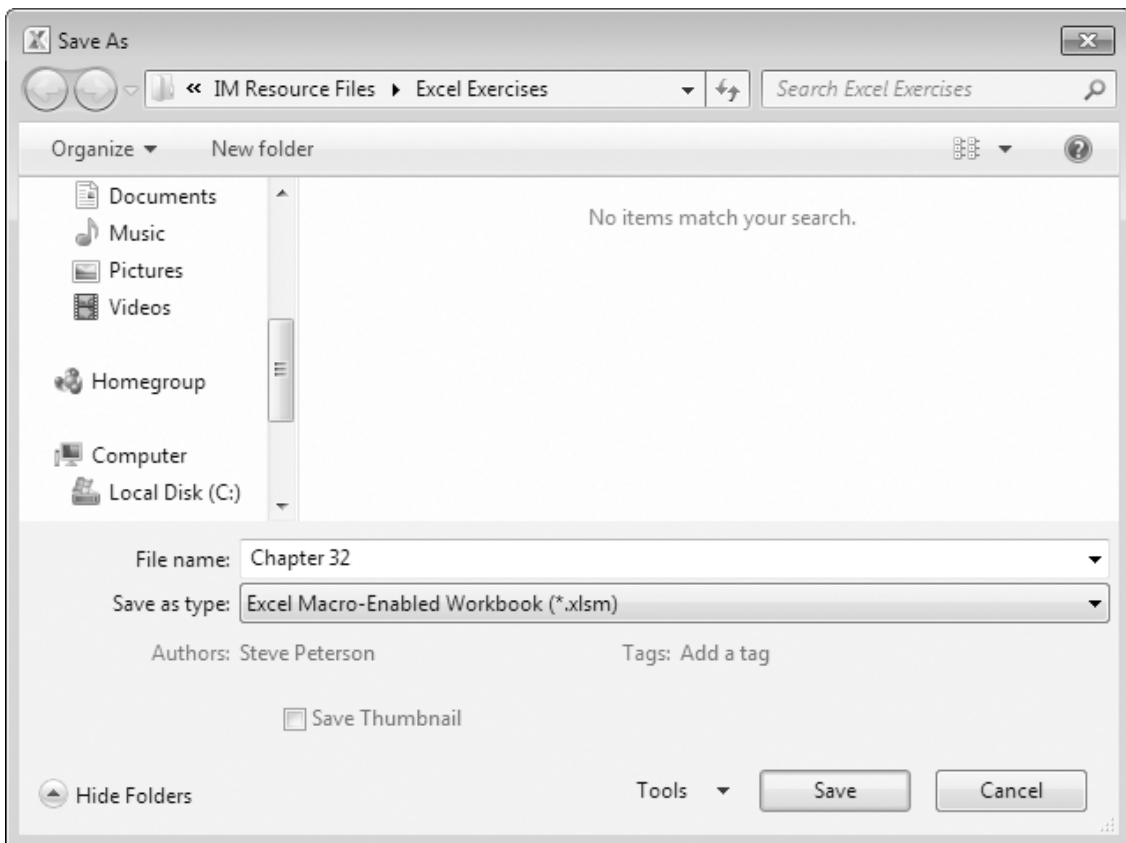 Save As
« IM Resource Files ▸ Excel Exercises
Search Excel Exercises
Organize ▾ New folder
Documents
Music
Pictures
Videos
Homegroup
Computer
Local Disk (C:)
No items match your search.
File name: Chapter 32
Save as type: Excel Macro-Enabled Workbook (*.xlsm)
Authors: Steve Peterson Tags: Add a tag
Save Thumbnail
Hide Folders Tools ▾ Save Cancel